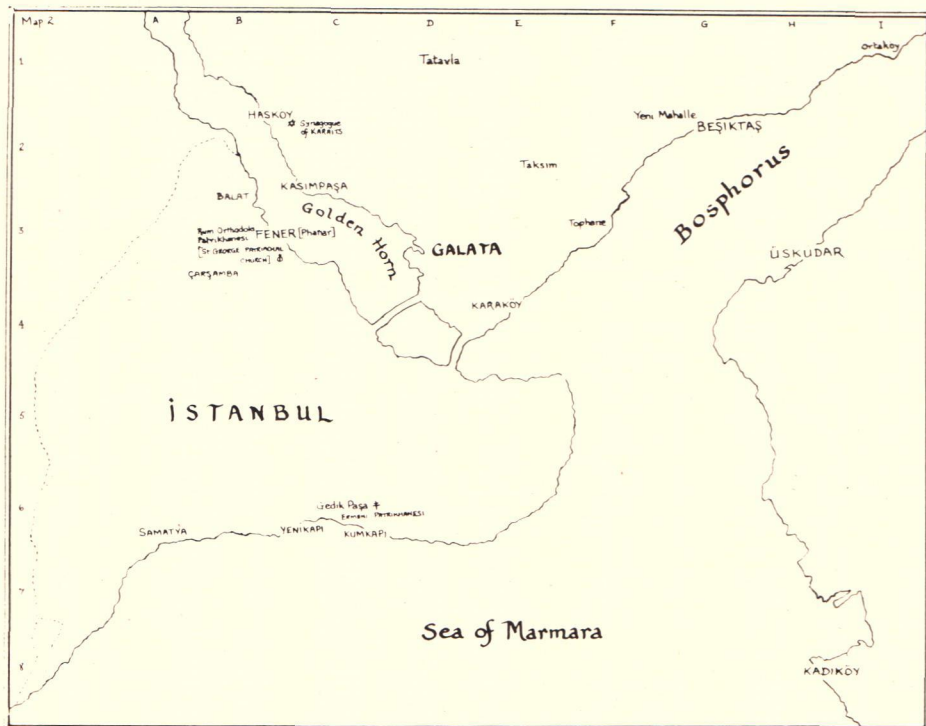 Map 2
A B C D E F G H I
1
2
3
4
5
6
7
8
Tatavla
Ortaköy
HASKÖY
Synagogue
of KARAITS
Yeni Mahalle
BEŞIKTAŞ
Taksim
Bosphorus
BALAT
KASIMPAŞA
Golden Horn
Tophane
Rum Ortodoks
Patrikhanesi
FENER [Phanar]
[St GEORGE PATRIACHAL
CHURCH]
ÇARŞAMBA
GALATA
ÜSKUDAR
KARAKÖY
İSTANBUL
Gedik Paşa
ERMENI PATRIKHANESI
SAMATYA
YENIKAPI
KUMKAPI
Sea of Marmara
KADIKÖY